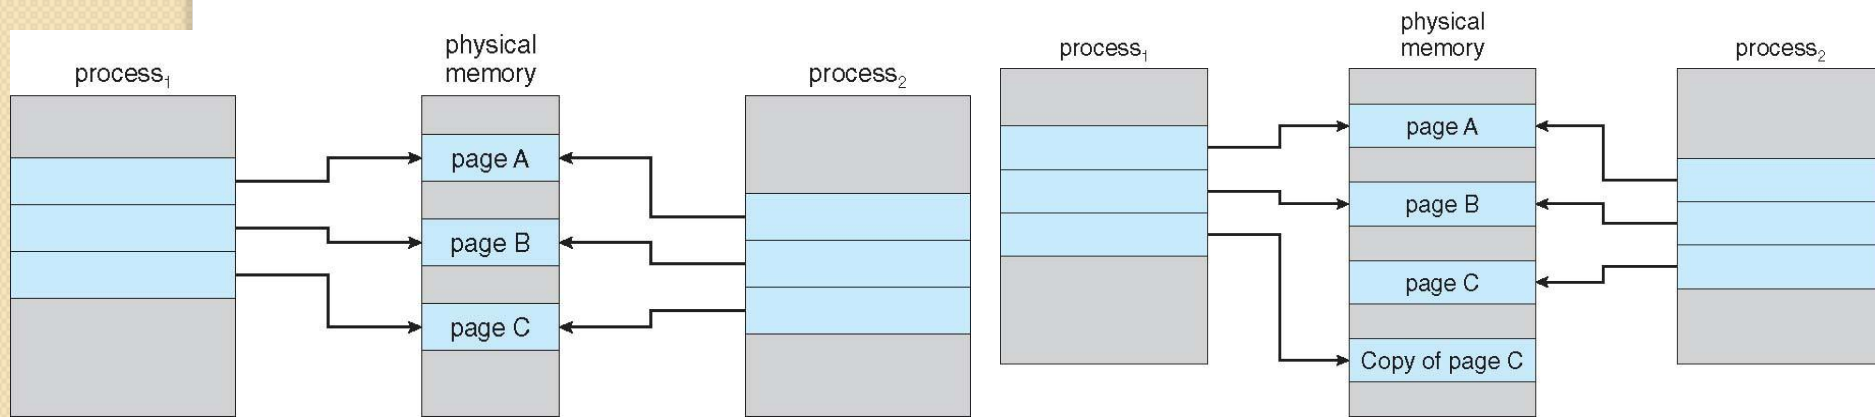 process₁
physical
memory
process₂
page A
page B
page C
process₁
physical
memory
process₂
page A
page B
page C
Copy of page C